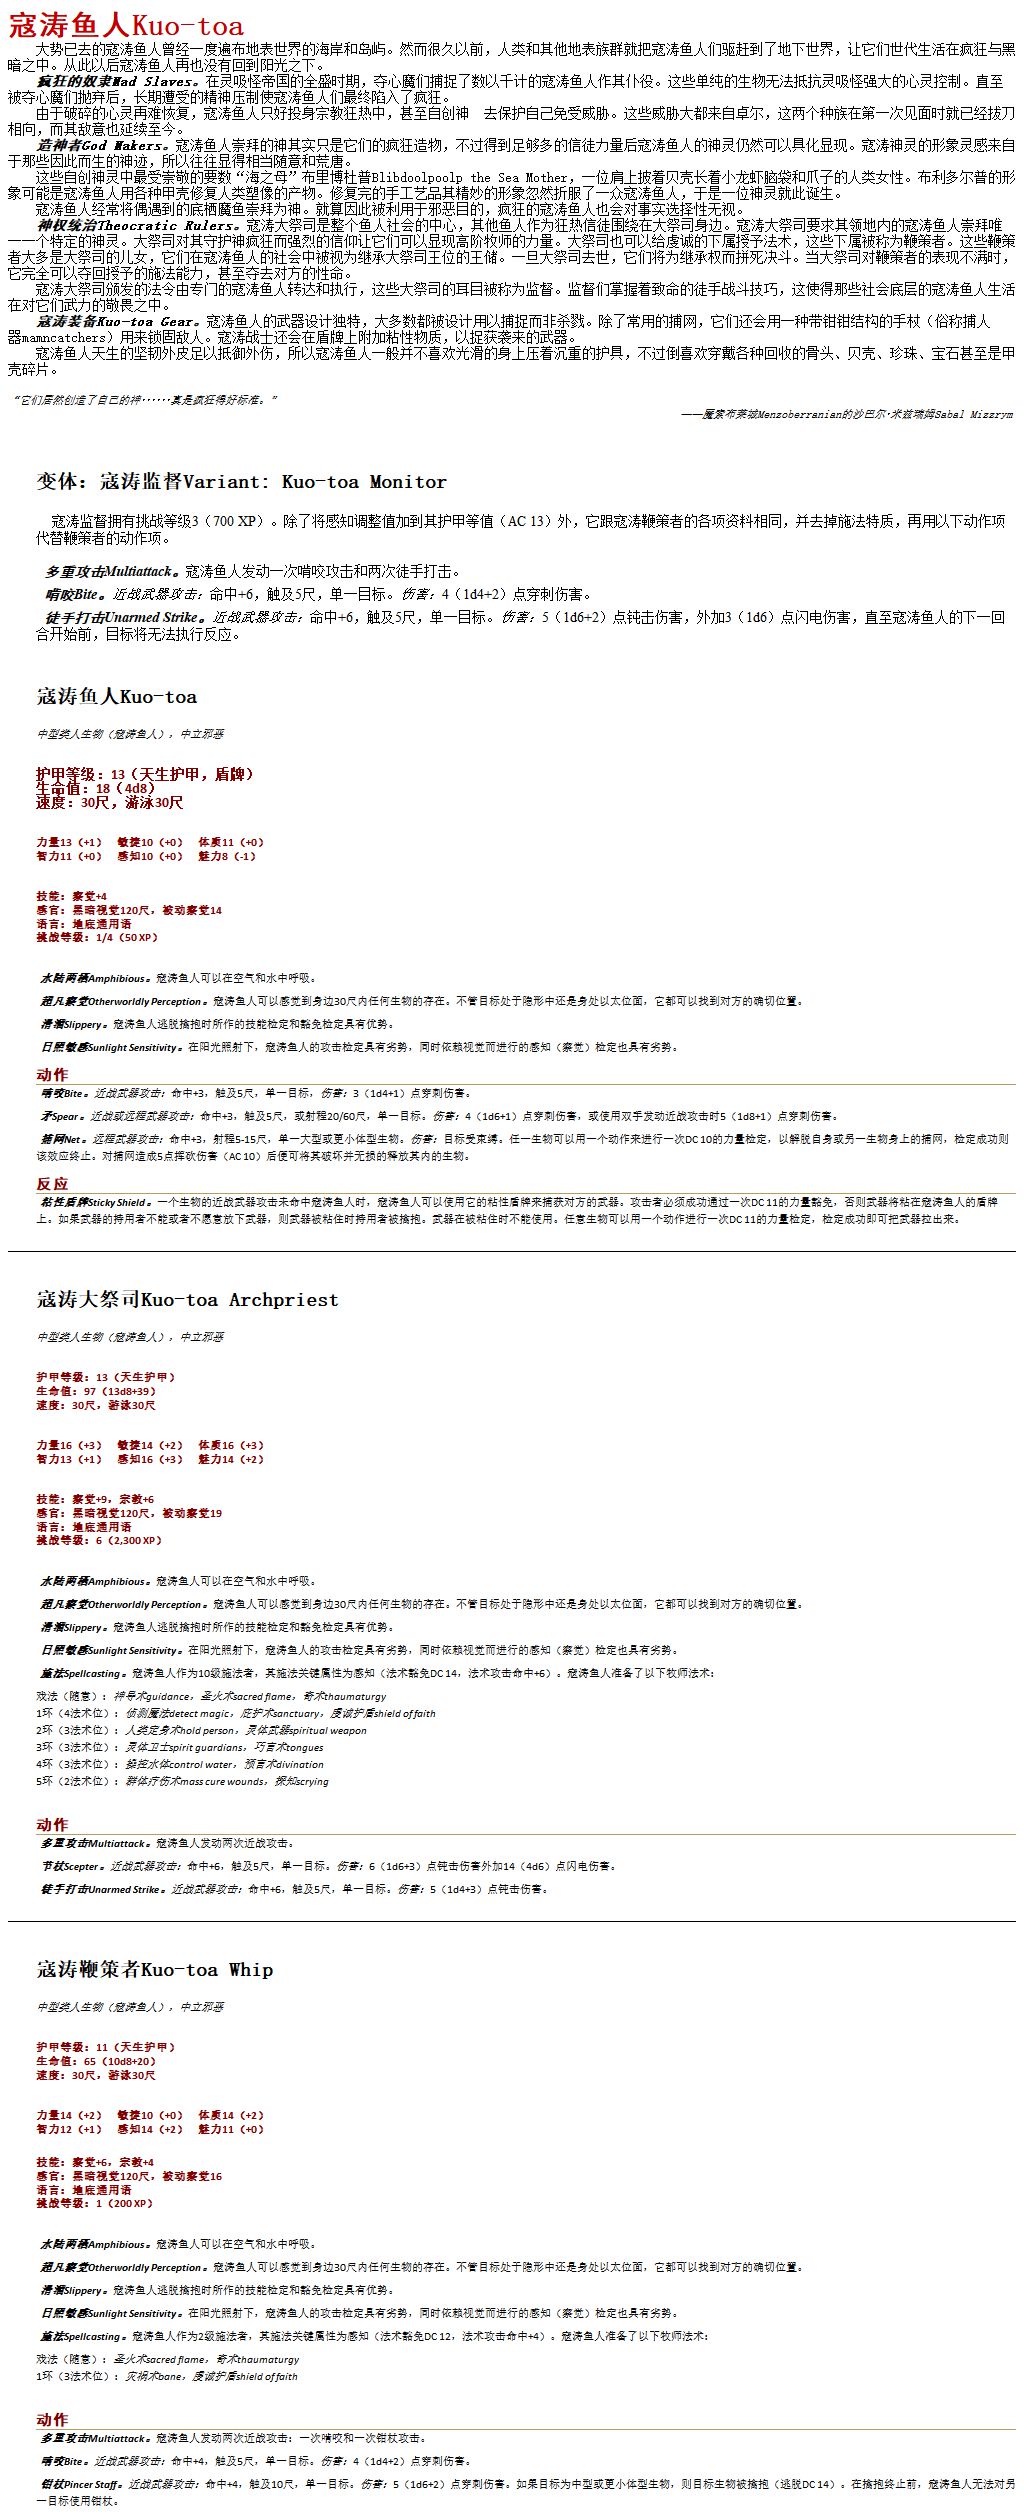 寇涛鱼人Kuo-toa
大势已去的寇涛鱼人曾经一度遍布地表世界的海岸和岛屿。然而很久以前，人类和其他地表族群就把寇涛鱼人们驱赶到了地下世界，让它们世代生活在疯狂与黑
暗之中。从此以后寇涛鱼人再也没有回到阳光之下。
疯狂的奴隶Mad Slaves。在灵吸怪帝国的全盛时期，夺心魔们捕捉了数以千计的寇涛鱼人作其仆役。这些单纯的生物无法抵抗灵吸怪强大的心灵控制。直至
被夺心魔们抛弃后，长期遭受的精神压制使寇涛鱼人们最终陷入了疯狂。
由于破碎的心灵再难恢复，寇涛鱼人只好投身宗教狂热中，甚至自创神　去保护自己免受威胁。这些威胁大都来自卓尔，这两个种族在第一次见面时就已经拔刀
相向，而其敌意也延续至今。
造神者God Makers。寇涛鱼人崇拜的神其实只是它们的疯狂造物，不过得到足够多的信徒力量后寇涛鱼人的神灵仍然可以具化显现。寇涛神灵的形象灵感来自
于那些因此而生的神迹，所以往往显得相当随意和荒唐。
这些自创神灵中最受崇敬的要数“海之母”布里博杜普Blibdoolpoolp the Sea Mother，一位肩上披着贝壳长着小龙虾脑袋和爪子的人类女性。布利多尔普的形
象可能是寇涛鱼人用各种甲壳修复人类塑像的产物。修复完的手工艺品其精妙的形象忽然折服了一众鱼人，于是一位神灵就此诞生。
寇涛鱼人经常将偶遇到的底栖魔鱼崇拜为神。就算因此被利用于邪恶目的，疯狂的寇涛鱼人也会对事实选择性无视。
神权统治Theocratic Rulers。寇涛大祭司是整个鱼人社会的中心，其他鱼人作为狂热信徒围绕在大祭司身边。寇涛大祭司要求其领地内的寇涛鱼人崇拜唯
一一个特定的神灵。大祭司对其守护神疯狂而强烈的信仰让它们可以显现高阶牧师的力量。大祭司也可以给虔诚的下属授予法术，这些下属被称为鞭策者。这些鞭策
者大多是大祭司的儿女，它们在寇涛鱼人的社会中被视为继承大祭司王位的王储。一旦大祭司去世，它们将为继承权而拼死决斗。当大祭司对鞭策者的表现不满时，
它完全可以夺回授予的施法能力，甚至夺去对方的性命。
寇涛大祭司颁发的法令由专门的寇涛鱼人转达和执行，这些大祭司的耳目被称为监督。监督们掌握着致命的徒手战斗技巧，这使得那些社会底层的寇涛鱼人生活
在对它们武力的敬畏之中。
寇涛装备Kuo-toa Gear。寇涛鱼人的武器设计独特，大多数都被设计用以捕捉而非杀戮。除了常用的捕网，它们还会用一种带钳钳结构的手杖（俗称捕人
器mamncatchers）用来锁固敌人。寇涛战士还会在盾牌上附加粘性物质，以捉获袭来的武器。
寇涛鱼人天生的坚韧外皮足以抵御外伤，所以寇涛鱼人一般并不喜欢光滑的身上压着沉重的护具，不过倒喜欢穿戴各种回收的骨头、贝壳、珍珠、宝石甚至是甲
壳碎片。
“它们居然创造了自己的神······真是疯狂得好标准。”
——魔索布莱城Menzoberranian的沙巴尔·米兹瑞姆Sabal Mizzrym
变体：寇涛监督Variant: Kuo-toa Monitor
寇涛监督拥有挑战等级3（700 XP）。除了将感知调整值加到其护甲等值（AC 13）外，它跟寇涛鞭策者的各项资料相同，并去掉施法特质，再用以下动作项
代替鞭策者的动作项。
多重攻击Multiattack。寇涛鱼人发动一次啃咬攻击和两次徒手打击。
啃咬Bite。近战武器攻击：命中+6，触及5尺，单一目标。伤害：4（1d4+2）点穿刺伤害。
徒手打击Unarmed Strike。近战武器攻击：命中+6，触及5尺，单一目标。伤害：5（1d6+2）点钝击伤害，外加3（1d6）点闪电伤害，直至寇涛鱼人的下一回
合开始前，目标将无法执行反应。
寇涛鱼人Kuo-toa
中型类人生物（寇涛鱼人），中立邪恶
护甲等级：13（天生护甲，盾牌）
生命值：18（4d8）
速度：30尺，游泳30尺
力量13（+1） 敏捷10（+0） 体质11（+0）
智力11（+0） 感知10（+0） 魅力8（-1）
技能：察觉+4
感官：黑暗视觉120尺，被动察觉14
语言：地底通用语
挑战等级：1/4（50 XP）
水陆两栖Amphibious。寇涛鱼人可以在空气和水中呼吸。
超凡察觉Otherworldly Perception。寇涛鱼人可以感觉到身边30尺内任何生物的存在。不管目标处于隐形中还是身处以太位面，它都可以找到对方的确切位置。
滑溜Slippery。寇涛鱼人逃脱擒抱时所作的技能检定和豁免检定具有优势。
日照敏感Sunlight Sensitivity。在阳光照射下，寇涛鱼人的攻击检定具有劣势，同时依赖视觉而进行的感知（察觉）检定也具有劣势。
动作
啃咬Bite。近战武器攻击：命中+3，触及5尺，单一目标，伤害：3（1d4+1）点穿刺伤害。
矛Spear。近战或远程武器攻击：命中+3，触及5尺，或射程20/60尺，单一目标。伤害：4（1d6+1）点穿刺伤害，或使用双手发动近战攻击时5（1d8+1）点穿刺伤害。
捕网Net。远程武器攻击：命中+3，射程5-15尺，单一大型或更小体型生物。伤害：目标受束缚。任一生物可以用一个动作来进行一次DC 10的力量检定，以解脱自身或另一生物身上的捕网，检定成功则
该效应终止。对捕网造成5点挥砍伤害（AC 10）后便可将其破坏并无损的释放其内的生物。
反应
粘性盾牌Sticky Shield。一个生物的近战武器攻击未命中寇涛鱼人时，寇涛鱼人可以使用它的粘性盾牌来捕获对方的武器。攻击者必须成功通过一次DC 11的力量豁免，否则武器将粘在寇涛鱼人的盾牌
上。如果武器的持用者不能或者不愿意放下武器，则武器被粘住时持用者被擒抱。武器在被粘住时不能使用。任意生物可以用一个动作进行一次DC 11的力量检定，检定成功即可把武器拉出来。
寇涛大祭司Kuo-toa Archpriest
中型类人生物（寇涛鱼人），中立邪恶
护甲等级：13（天生护甲）
生命值：97（13d8+39）
速度：30尺，游泳30尺
力量16（+3） 敏捷14（+2） 体质16（+3）
智力13（+1） 感知16（+3） 魅力14（+2）
技能：察觉+9，宗教+6
感官：黑暗视觉120尺，被动察觉19
语言：地底通用语
挑战等级：6（2,300 XP）
水陆两栖Amphibious。寇涛鱼人可以在空气和水中呼吸。
超凡察觉Otherworldly Perception。寇涛鱼人可以感觉到身边30尺内任何生物的存在。不管目标处于隐形中还是身处以太位面，它都可以找到对方的确切位置。
滑溜Slippery。寇涛鱼人逃脱擒抱时所作的技能检定和豁免检定具有优势。
日照敏感Sunlight Sensitivity。在阳光照射下，寇涛鱼人的攻击检定具有劣势，同时依赖视觉而进行的感知（察觉）检定也具有劣势。
施法Spellcasting。寇涛鱼人作为10级施法者，其施法关键属性为感知（法术豁免DC 14，法术攻击命中+6）。寇涛鱼人准备了以下牧师法术：
戏法（随意）：神导术guidance，圣火术sacred flame，奇术thaumaturgy
1环（4法术位）：侦测魔法detect magic，庇护术sanctuary，虔诚护盾shield of faith
2环（3法术位）：人类定身术hold person，灵体武器spiritual weapon
3环（3法术位）：灵体卫士spirit guardians，巧言术tongues
4环（3法术位）：操控水体control water，预言术divination
5环（2法术位）：群体疗伤术mass cure wounds，探知scrying
动作
多重攻击Multiattack。寇涛鱼人发动两次近战攻击。
节杖Scepter。近战武器攻击：命中+6，触及5尺，单一目标。伤害：6（1d6+3）点钝击伤害外加14（4d6）点闪电伤害。
徒手打击Unarmed Strike。近战武器攻击：命中+6，触及5尺，单一目标。伤害：5（1d4+3）点钝击伤害。
寇涛鞭策者Kuo-toa Whip
中型类人生物（寇涛鱼人），中立邪恶
护甲等级：11（天生护甲）
生命值：65（10d8+20）
速度：30尺，游泳30尺
力量14（+2） 敏捷10（+0） 体质14（+2）
智力12（+1） 感知14（+2） 魅力11（+0）
技能：察觉+6，宗教+4
感官：黑暗视觉120尺，被动察觉16
语言：地底通用语
挑战等级：1（200 XP）
水陆两栖Amphibious。寇涛鱼人可以在空气和水中呼吸。
超凡察觉Otherworldly Perception。寇涛鱼人可以感觉到身边30尺内任何生物的存在。不管目标处于隐形中还是身处以太位面，它都可以找到对方的确切位置。
滑溜Slippery。寇涛鱼人逃脱擒抱时所作的技能检定和豁免检定具有优势。
日照敏感Sunlight Sensitivity。在阳光照射下，寇涛鱼人的攻击检定具有劣势，同时依赖视觉而进行的感知（察觉）检定也具有劣势。
施法Spellcasting。寇涛鱼人作为2级施法者，其施法关键属性为感知（法术豁免DC 12，法术攻击命中+4）。寇涛鱼人准备了以下牧师法术：
戏法（随意）：圣火术sacred flame，奇术thaumaturgy
1环（3法术位）：灾祸术bane，虔诚护盾shield of faith
动作
多重攻击Multiattack。寇涛鱼人发动两次近战攻击：一次啃咬和一次钳杖攻击。
啃咬Bite。近战武器攻击：命中+4，触及5尺，单一目标。伤害：4（1d4+2）点穿刺伤害。
钳杖Pincer Staff。近战武器攻击：命中+4，触及10尺，单一目标。伤害：5（1d6+2）点穿刺伤害。如果目标为中型或更小体型生物，则目标生物被擒抱（逃脱DC 14）。在擒抱终止前，寇涛鱼人无法对另
一目标使用钳杖。